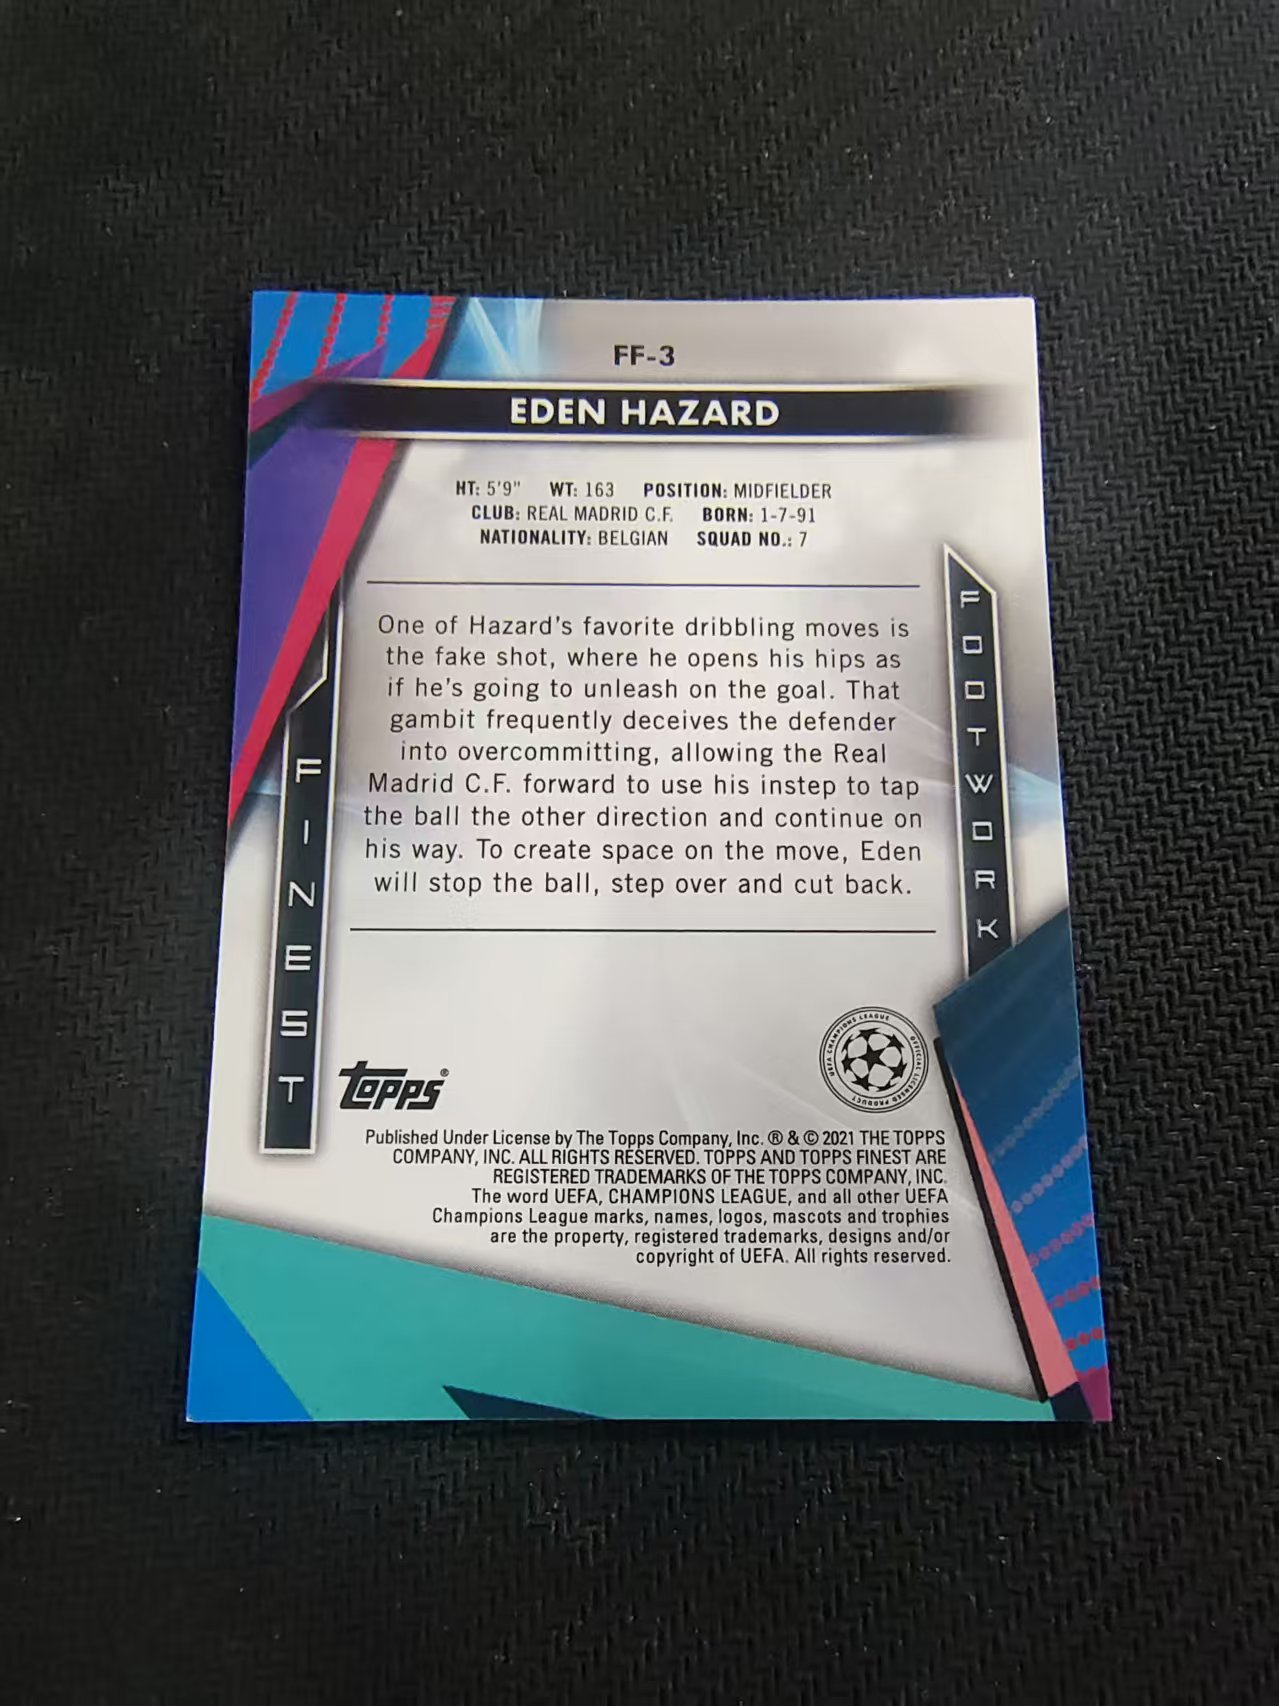 FF-3
EDEN HAZARD
HT: 5'9" WT: 163 POSITION: MIDFIELDER
CLUB: REAL MADRID C.F. BORN: 1-7-91
NATIONALITY: BELGIAN SQUAD NO.: 7
One of Hazard's favorite dribbling moves is
the fake shot, where he opens his hips as
if he's going to unleash on the goal. That
gambit frequently deceives the defender
into overcommitting, allowing the Real
Madrid C.F. forward to use his instep to tap
the ball the other direction and continue on
his way. To create space on the move, Eden
will stop the ball, step over and cut back.
FINEST
FOOTWORK
Topps®
UEFA CHAMPIONS LEAGUE OFFICIAL LICENSED PRODUCT
Published Under License by The Topps Company, Inc. ® & © 2021 THE TOPPS
COMPANY, INC. ALL RIGHTS RESERVED. TOPPS AND TOPPS FINEST ARE
REGISTERED TRADEMARKS OF THE TOPPS COMPANY, INC.
The word UEFA, CHAMPIONS LEAGUE, and all other UEFA
Champions League marks, names, logos, mascots and trophies
are the property, registered trademarks, designs and/or
copyright of UEFA. All rights reserved.